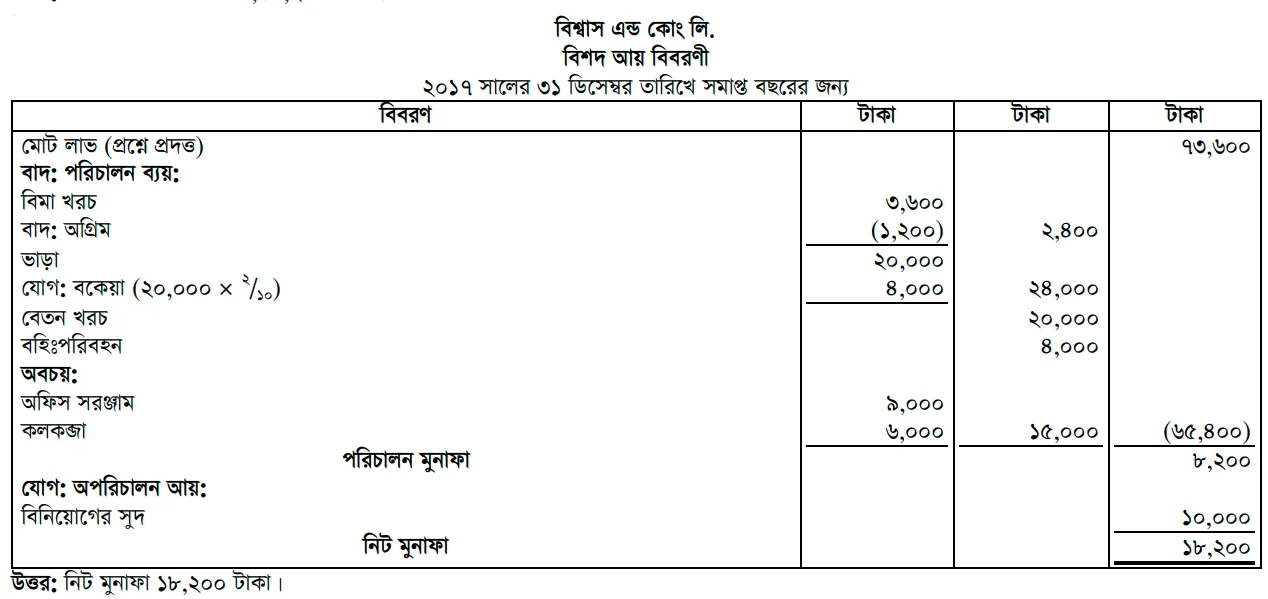 বিশ্বাস এন্ড কোং লি.
বিশদ আয় বিবরণী
২০১৭ সালের ৩১ ডিসেম্বর তারিখে সমাপ্ত বছরের জন্য
বিবরণ টাকা টাকা টাকা
মোট লাভ (প্রশ্নে প্রদত্ত) ৭৩,৬০০
বাদ: পরিচালন ব্যয়:
বিমা খরচ ৩,৬০০
বাদ: অগ্রিম (১,২০০) ২,৪০০
ভাড়া ২০,০০০
যোগ: বকেয়া (২০,০০০ × ২/১০) ৪,০০০ ২৪,০০০
বেতন খরচ ২০,০০০
বহিঃপরিবহন ৪,০০০
অবচয়:
অফিস সরঞ্জাম ৯,০০০
কলকব্জা ৬,০০০ ১৫,০০০ (৬৫,৪০০)
পরিচালন মুনাফা ৮,২০০
যোগ: অপরিচালন আয়:
বিনিয়োগের সুদ ১০,০০০
নিট মুনাফা ১৮,২০০
উত্তর: নিট মুনাফা ১৮,২০০ টাকা।